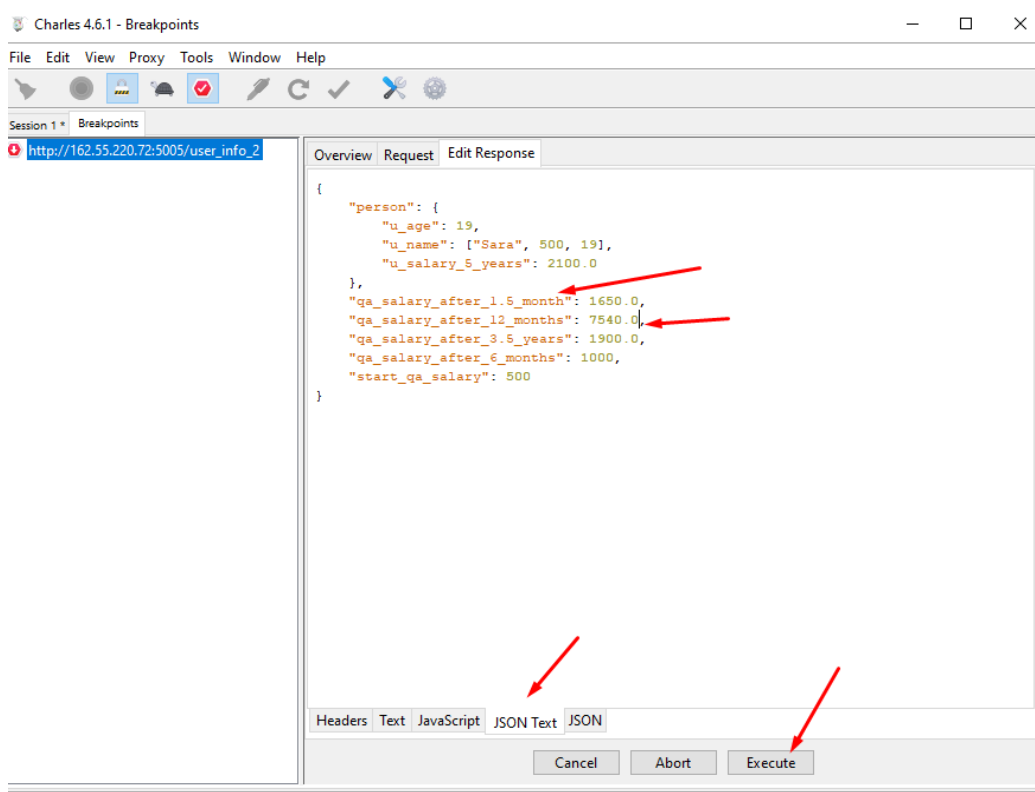 Charles 4.6.1 - Breakpoints
File Edit View Proxy Tools Window Help
Session 1 * Breakpoints
http://162.55.220.72:5005/user_info_2
Overview Request Edit Response
{
"person": {
"u_age": 19,
"u_name": ["Sara", 500, 19],
"u_salary_5_years": 2100.0
},
"qa_salary_after_1.5_month": 1650.0,
"qa_salary_after_12_months": 7540.0,
"qa_salary_after_3.5_years": 1900.0,
"qa_salary_after_6_months": 1000,
"start_qa_salary": 500
}
Headers Text JavaScript JSON Text JSON
Cancel Abort Execute